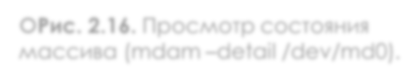 Рис. 2.16. Просмотр состояния
массива (mdam –detail /dev/md0).